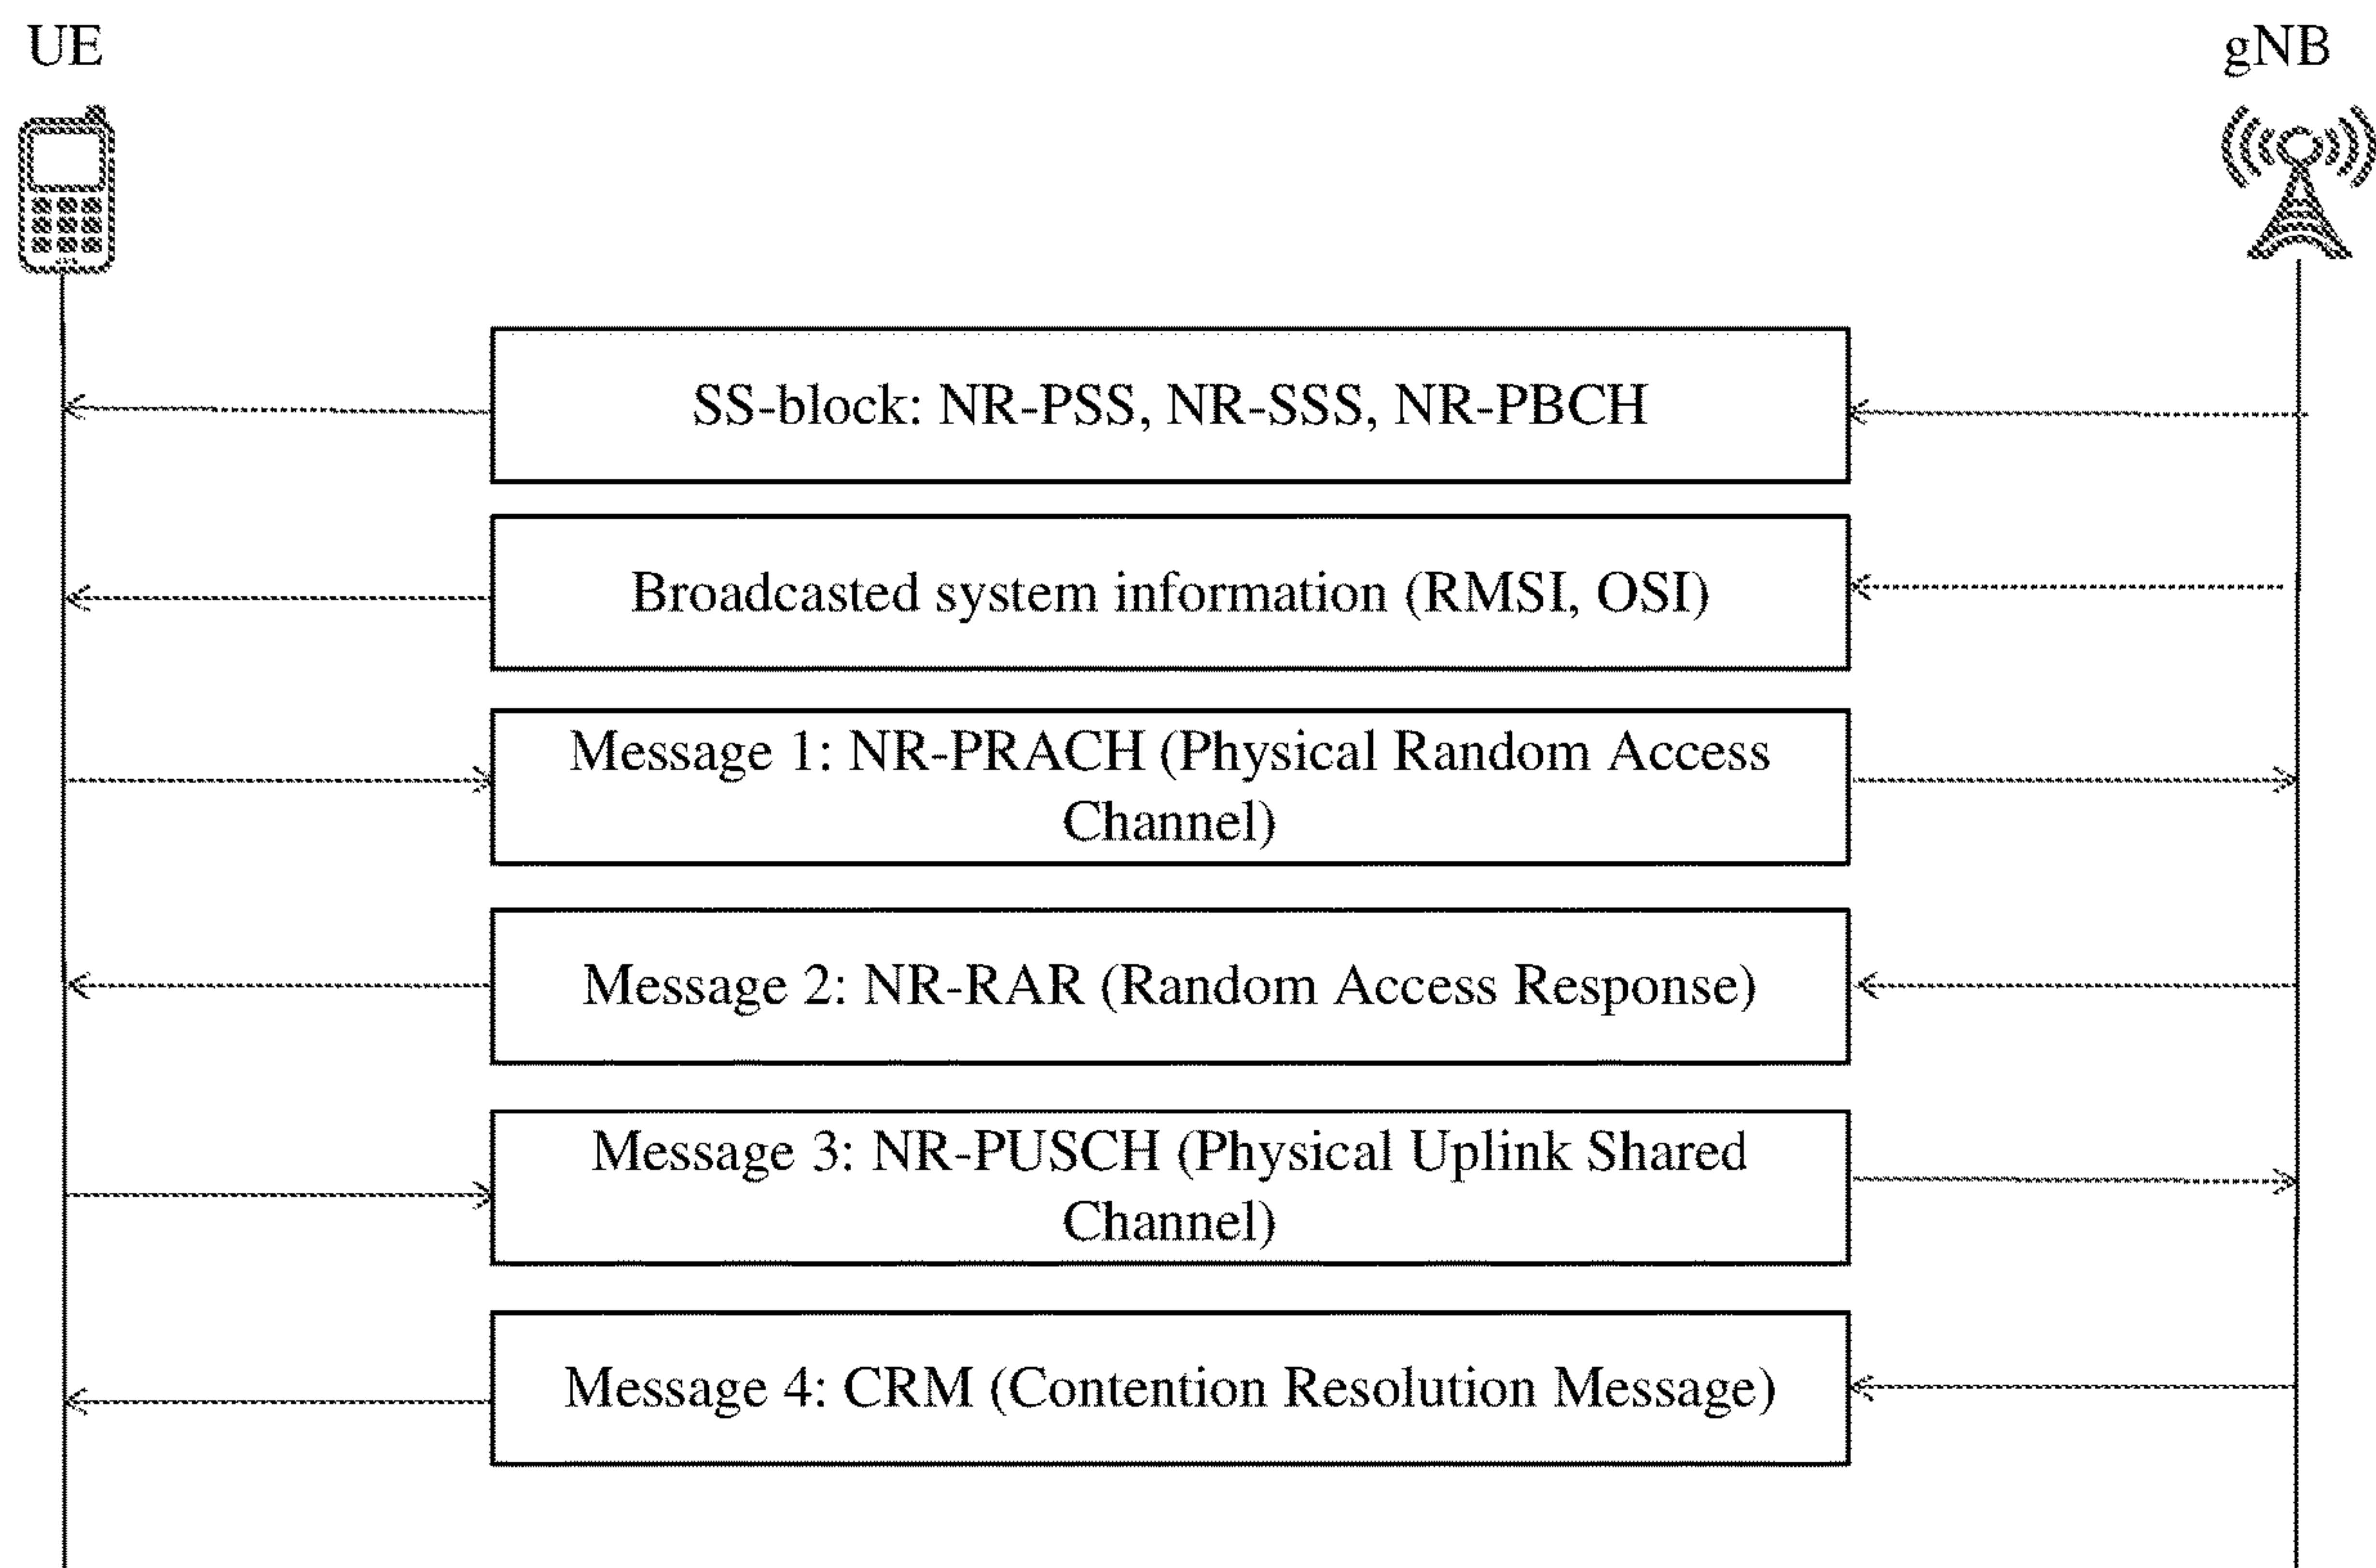 UE
gNB
SS-block: NR-PSS, NR-SSS, NR-PBCH
Broadcasted system information (RMSI, OSI)
Message 1: NR-PRACH (Physical Random Access
Channel)
Message 2: NR-RAR (Random Access Response)
Message 3: NR-PUSCH (Physical Uplink Shared
Channel)
Message 4: CRM (Contention Resolution Message)